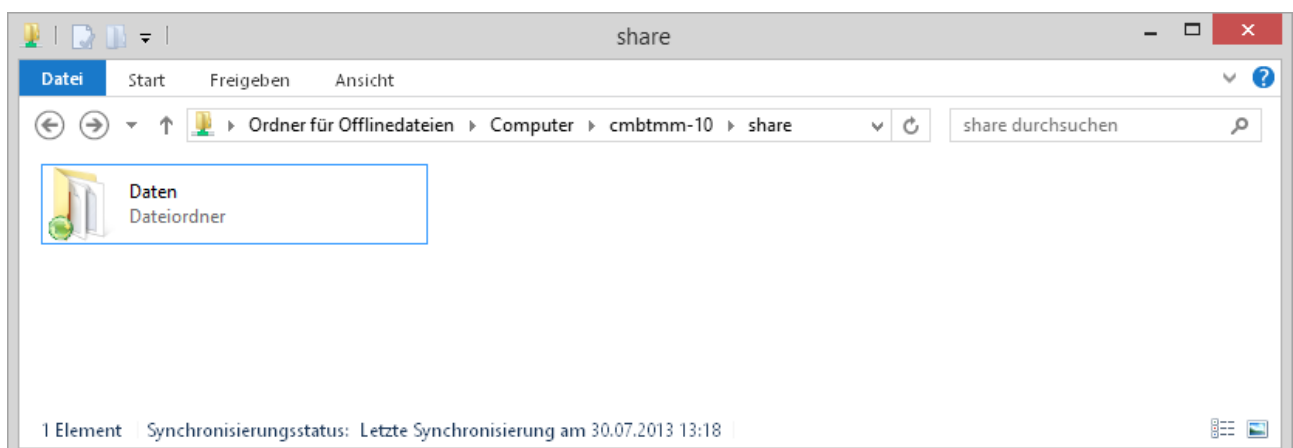 share
Datei Start Freigeben Ansicht
Ordner für Offlinedateien Computer cmbtmm-10 share share durchsuchen
Daten
Dateiordner
1 Element Synchronisierungsstatus: Letzte Synchronisierung am 30.07.2013 13:18